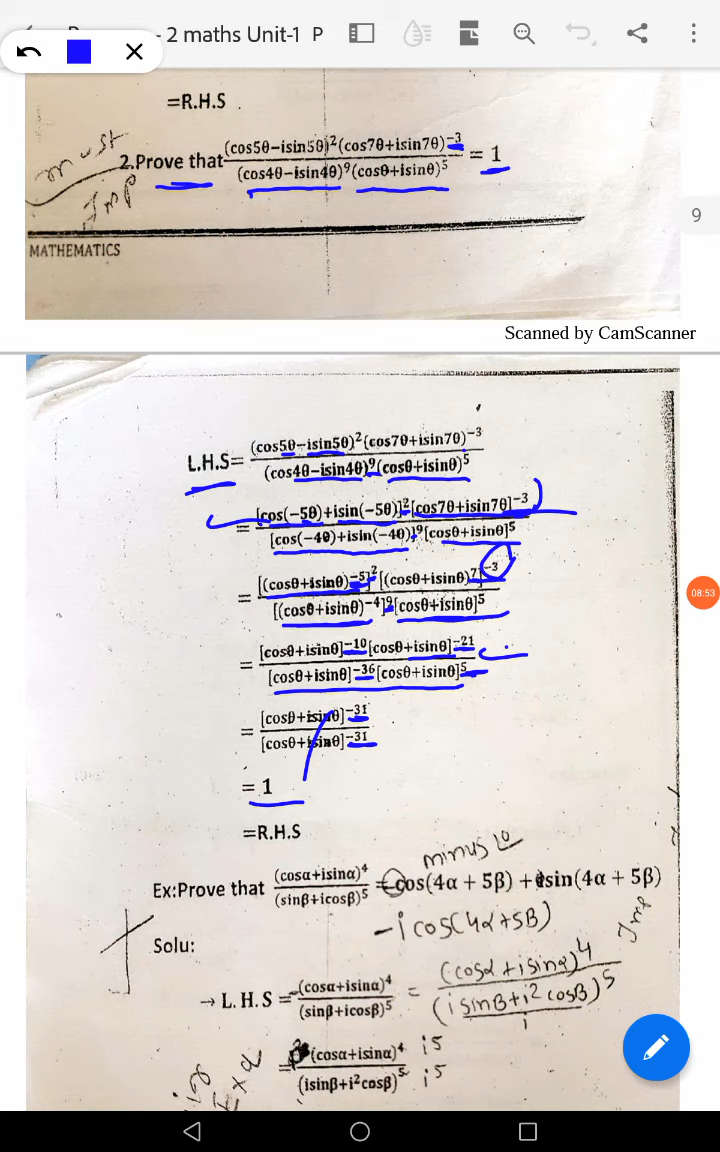 - 2 maths Unit-1 P
=R.H.S .
must
Imp
2.Prove that (cos5θ-isin5θ)²(cos7θ+isin7θ)⁻³ / (cos4θ-isin4θ)⁹(cosθ+isinθ)⁵ = 1
9
MATHEMATICS
Scanned by CamScanner
L.H.S= (cos5θ-isin5θ)²(cos7θ+isin7θ)⁻³ / (cos4θ-isin4θ)⁹(cosθ+isinθ)⁵
= [cos(-5θ)+isin(-5θ)]²[cos7θ+isin7θ]⁻³ / [cos(-4θ)+isin(-4θ)]⁹[cosθ+isinθ]⁵
08:53
= [(cosθ+isinθ)⁻⁵]²[(cosθ+isinθ)⁷]⁻³ / [(cosθ+isinθ)⁻⁴]⁹[cosθ+isinθ]⁵
= [cosθ+isinθ]⁻¹⁰[cosθ+isinθ]⁻²¹ / [cosθ+isinθ]⁻³⁶[cosθ+isinθ]⁵
= [cosθ+isinθ]⁻³¹ / [cosθ+isinθ]⁻³¹
= 1
=R.H.S
minus
Ex:Prove that (cosα+isinα)⁴ / (sinβ+icosβ)⁵ = cos(4α + 5β) + isin(4α + 5β)
-i cos(4α+5β)
Imp
Solu:
→ L. H. S = (cosα+isinα)⁴ / (sinβ+icosβ)⁵ = (cosα+isinα)⁴ / (isinβ+i²cosβ / i)⁵
= (cosα+isinα)⁴ / (isinβ+i²cosβ)⁵ i5 i5